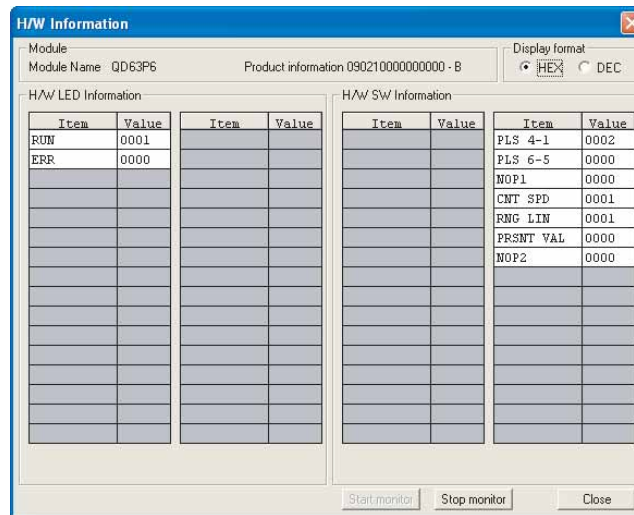 H/W Information
Module
Module Name QD63P6 Product information 090210000000000 - B
Display format
HEX DEC
H/W LED Information
Item Value Item Value
RUN 0001
ERR 0000
H/W SW Information
Item Value Item Value
PLS 4-1 0002
PLS 6-5 0000
NOP1 0000
CNT SPD 0001
RNG LIN 0001
PRSNT VAL 0000
NOP2 0000
Start monitor Stop monitor Close